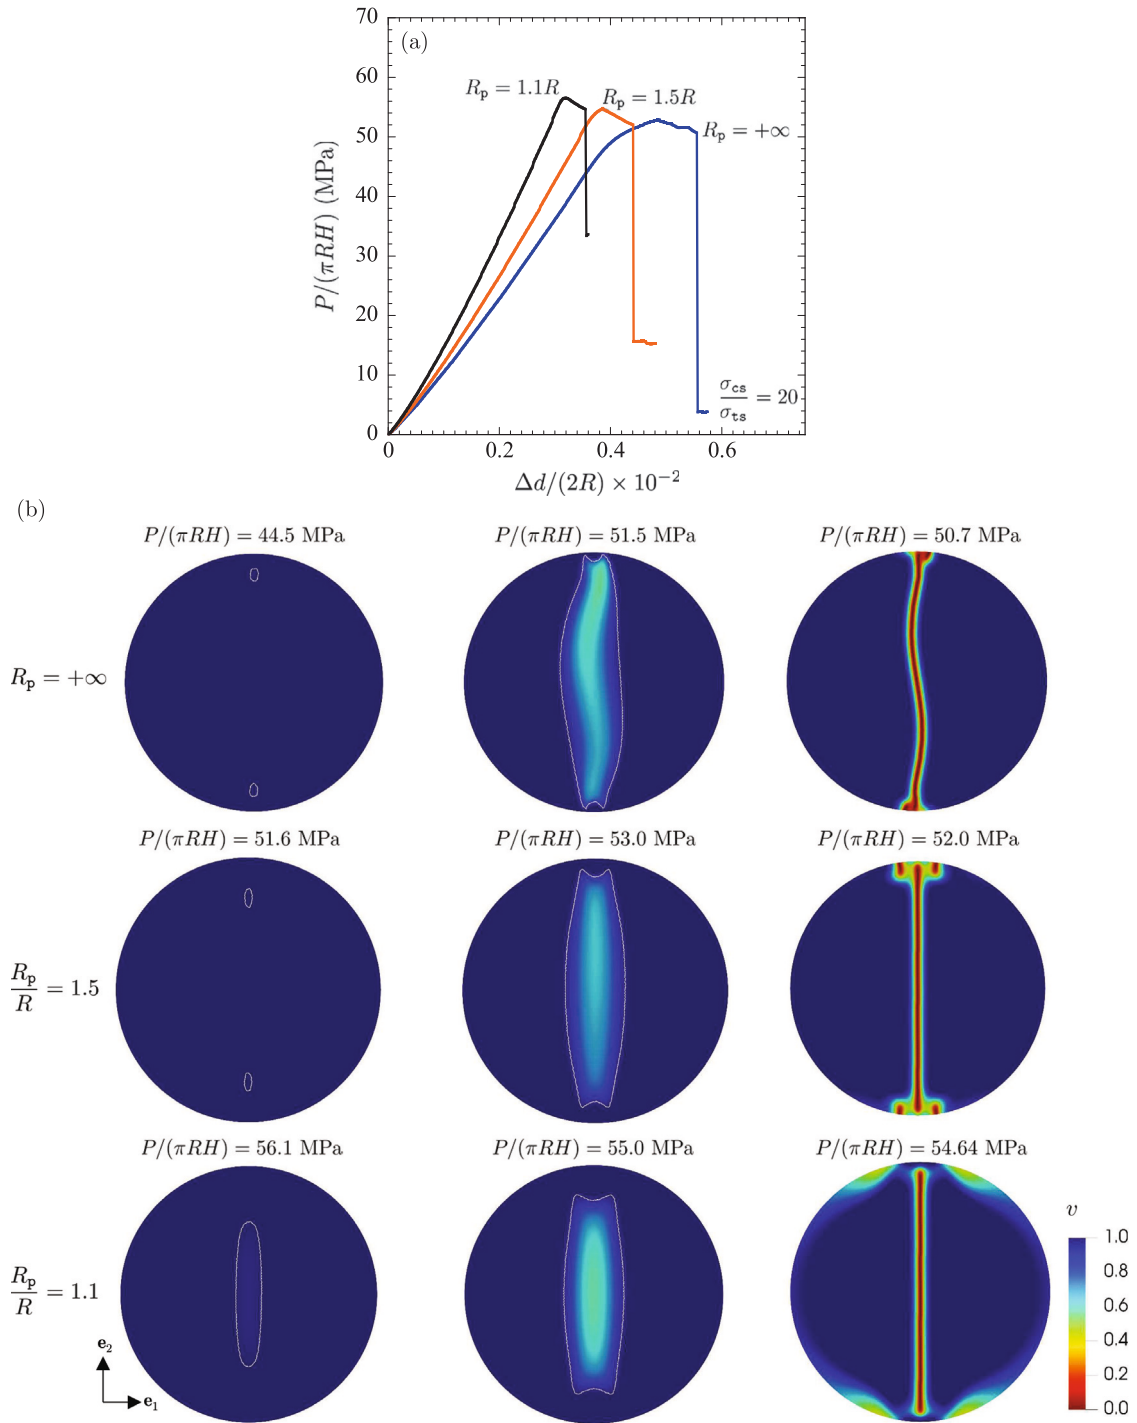 (a)
70
60
50
40
30
20
10
0
P/(πRH) (MPa)
R_p = 1.1R
R_p = 1.5R
R_p = +∞
σ_cs/σ_ts = 20
0 0.2 0.4 0.6
Δd/(2R) × 10⁻²
(b)
P/(πRH) = 44.5 MPa P/(πRH) = 51.5 MPa P/(πRH) = 50.7 MPa
R_p = +∞
P/(πRH) = 51.6 MPa P/(πRH) = 53.0 MPa P/(πRH) = 52.0 MPa
R_p/R = 1.5
P/(πRH) = 56.1 MPa P/(πRH) = 55.0 MPa P/(πRH) = 54.64 MPa
R_p/R = 1.1
v
1.0
0.8
0.6
0.4
0.2
0.0
e₂
e₁